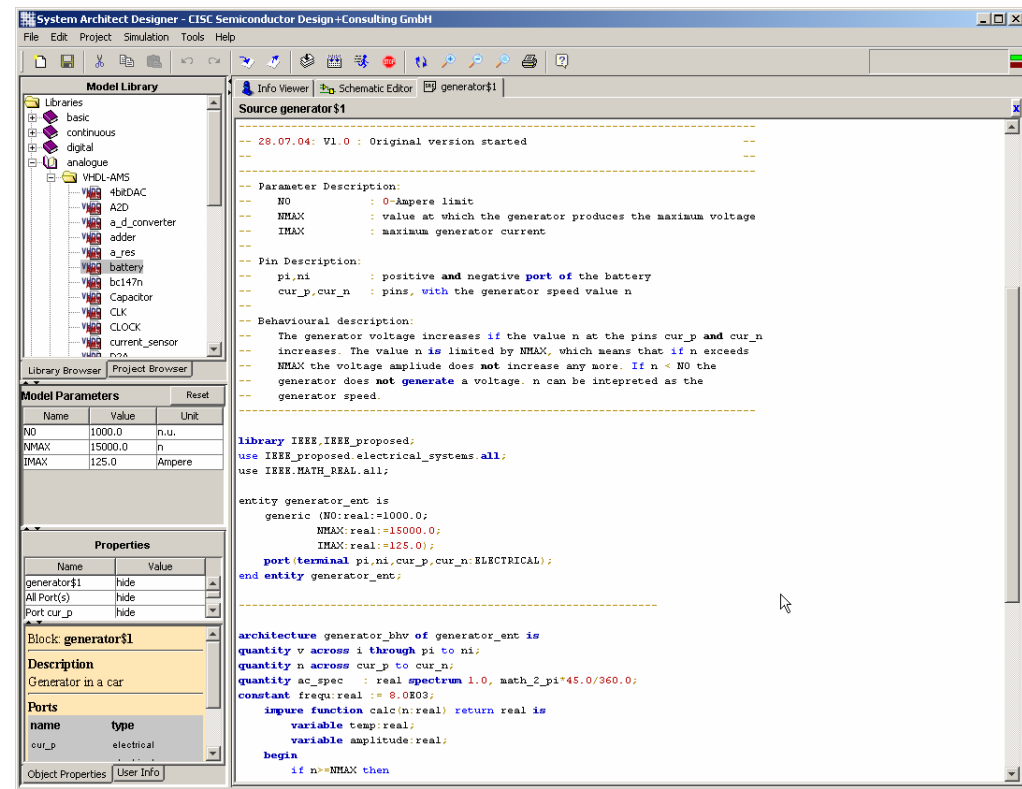 System Architect Designer - CISC Semiconductor Design+Consulting GmbH
File Edit Project Simulation Tools Help
Model Library
Libraries
basic
continuous
digital
analogue
VHDL-AMS
4bitDAC
A2D
a_d_converter
adder
a_res
battery
bc147n
Capacitor
CLK
CLOCK
current_sensor
D2A
Library Browser Project Browser
Model Parameters Reset
Name Value Unit
N0 1000.0 n.u.
NMAX 15000.0 n
IMAX 125.0 Ampere
Properties
Name Value
generator$1 hide
All Port(s) hide
Port cur_p hide
Block: generator$1
Description
Generator in a car
Ports
name type
cur_p electrical
Object Properties User Info
Info Viewer Schematic Editor generator$1
Source generator$1 x
--------------------------------------------------------------------------------
-- 28.07.04: V1.0 : Original version started --
-- --
--------------------------------------------------------------------------------
-- Parameter Description:
-- N0 : 0-Ampere limit
-- NMAX : value at which the generator produces the maximum voltage
-- IMAX : maximum generator current
--
-- Pin Description:
-- pi,ni : positive and negative port of the battery
-- cur_p,cur_n : pins, with the generator speed value n
--
-- Behavioural description:
-- The generator voltage increases if the value n at the pins cur_p and cur_n
-- increases. The value n is limited by NMAX, which means that if n exceeds
-- NMAX the voltage ampliude does not increase any more. If n < N0 the
-- generator does not generate a voltage. n can be intepreted as the
-- generator speed.
--------------------------------------------------------------------------------
library IEEE,IEEE_proposed;
use IEEE_proposed.electrical_systems.all;
use IEEE.MATH_REAL.all;
entity generator_ent is
generic (N0:real:=1000.0;
NMAX:real:=15000.0;
IMAX:real:=125.0);
port(terminal pi,ni,cur_p,cur_n:ELECTRICAL);
end entity generator_ent;
----------------------------------------------------------------
architecture generator_bhv of generator_ent is
quantity v across i through pi to ni;
quantity n across cur_p to cur_n;
quantity ac_spec : real spectrum 1.0, math_2_pi*45.0/360.0;
constant frequ:real := 8.0E03;
impure function calc(n:real) return real is
variable temp:real;
variable amplitude:real;
begin
if n>=NMAX then